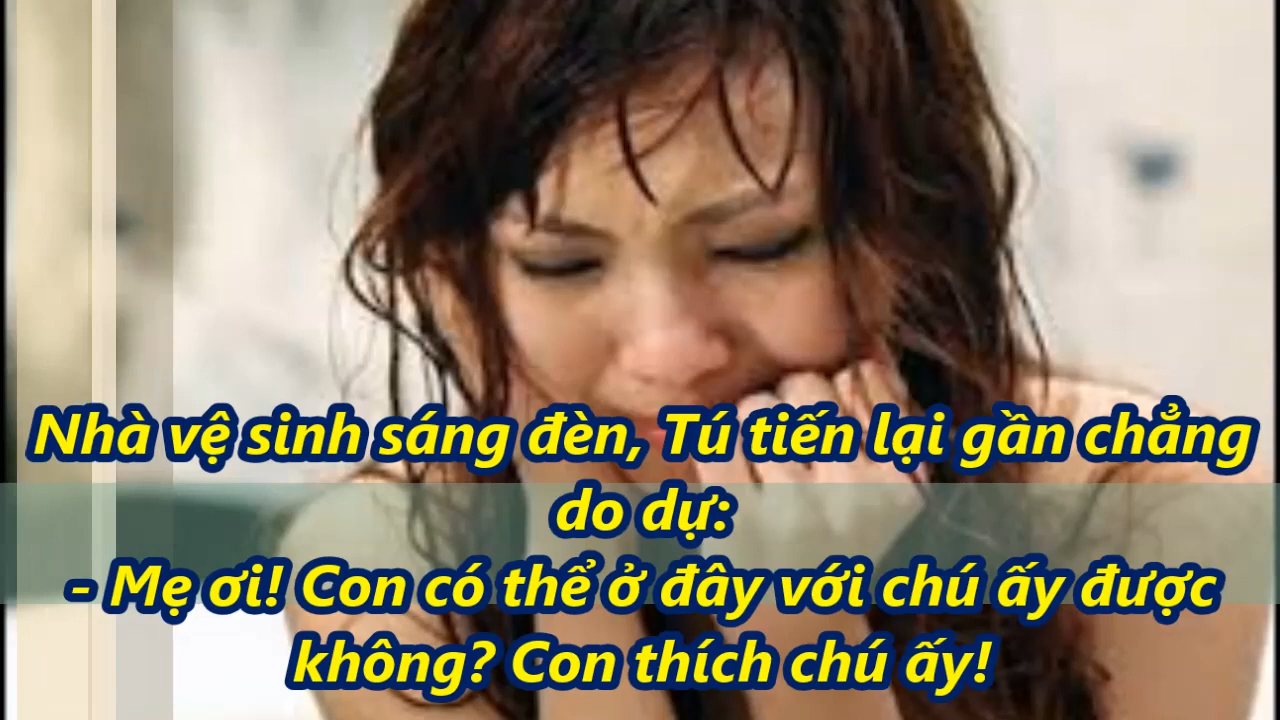 Nhà vệ sinh sáng đèn, Tú tiến lại gần chẳng
do dự:
- Mẹ ơi! Con có thể ở đây với chú ấy được
không? Con thích chú ấy!